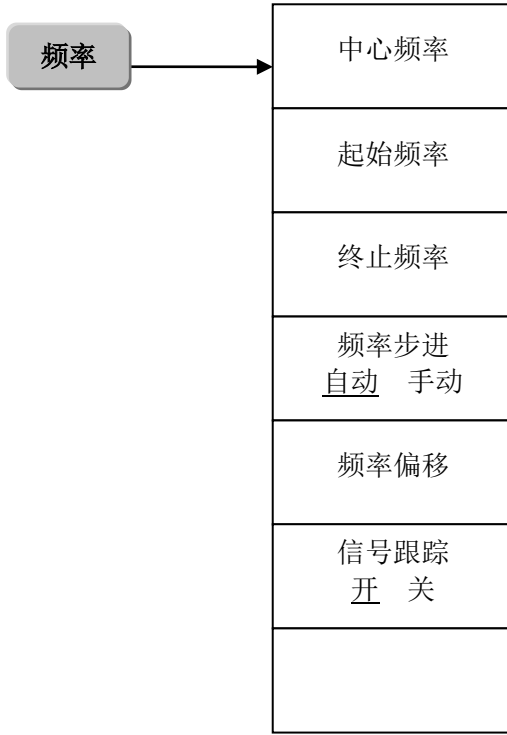 频率
中心频率
起始频率
终止频率
频率步进
自动 手动
频率偏移
信号跟踪
开 关